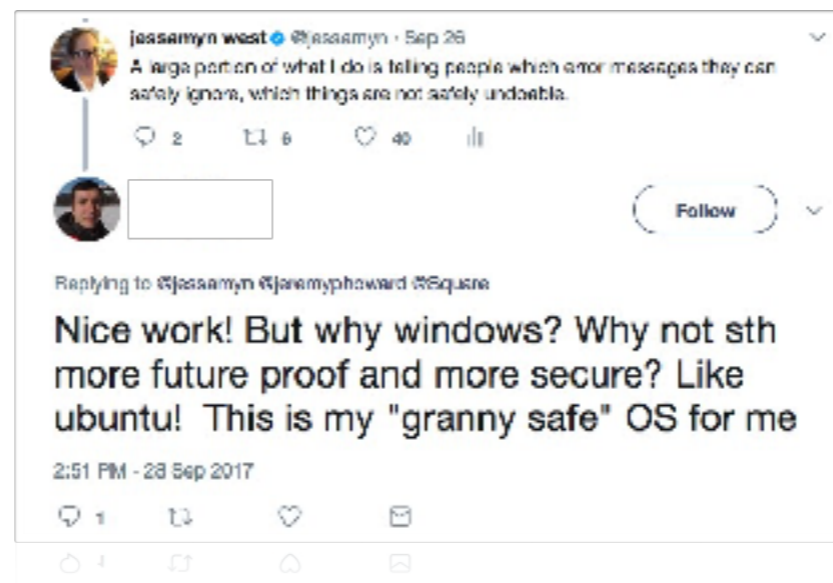 jessamyn west @jessamyn · Sep 26
A large portion of what I do is telling people which error messages they can
safely ignore, which things are not safely undoable.
2 6 40
Follow
Replying to @jessamyn @jeremyphoward @Square
Nice work! But why windows? Why not sth
more future proof and more secure? Like
ubuntu! This is my "granny safe" OS for me
2:51 PM - 28 Sep 2017
1